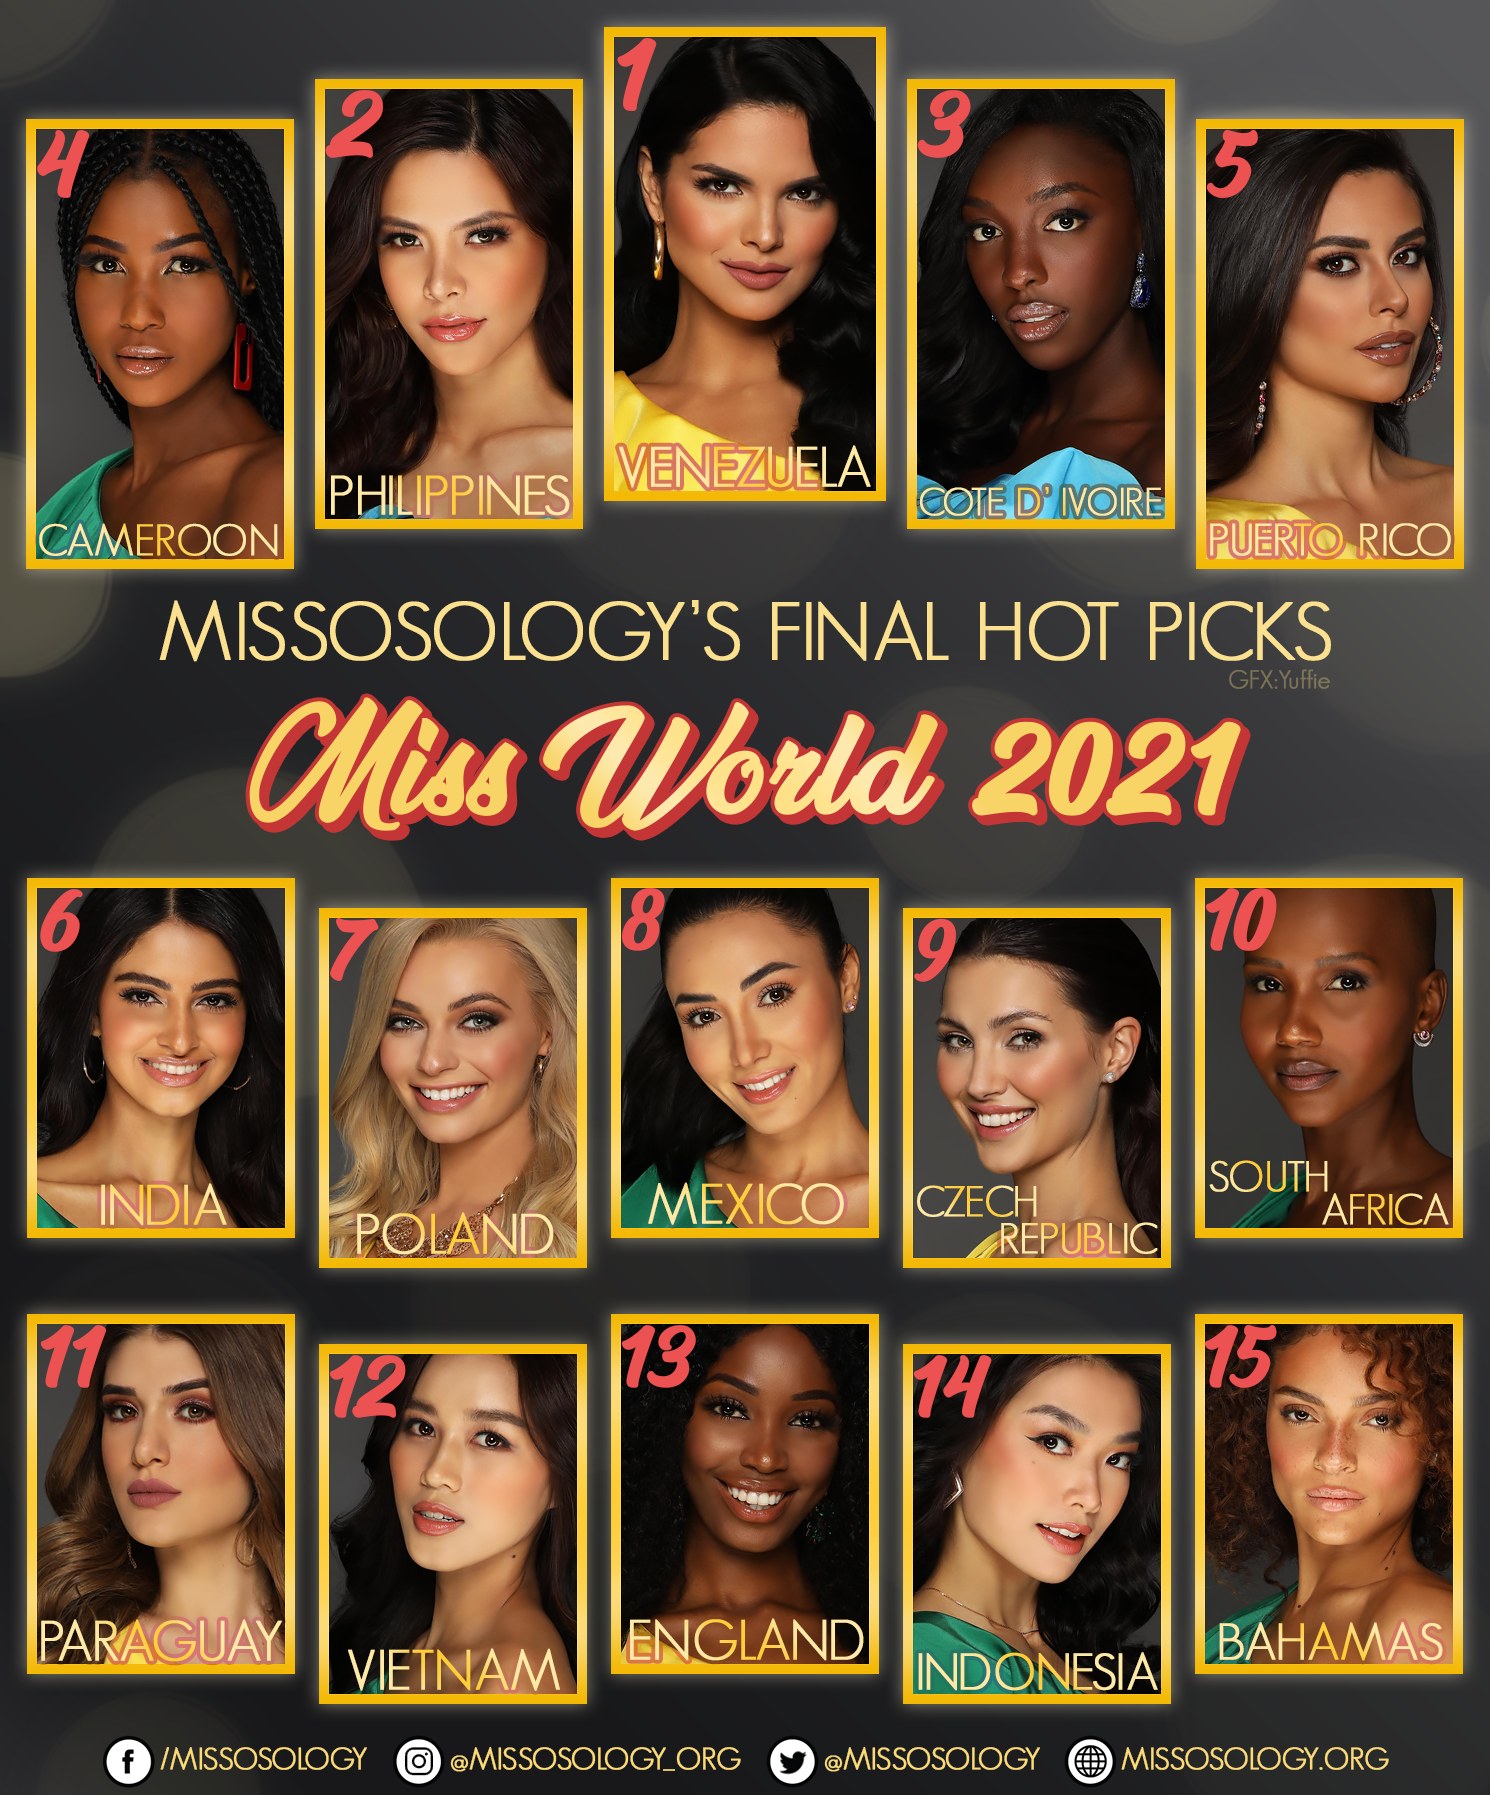 1
VENEZUELA
2
PHILIPPINES
3
COTE D' IVOIRE
4
CAMEROON
5
PUERTO RICO
MISSOSOLOGY'S FINAL HOT PICKS
GFX:Yuffie
Miss World 2021
6
INDIA
7
POLAND
8
MEXICO
9
CZECH
REPUBLIC
10
SOUTH
AFRICA
11
PARAGUAY
12
VIETNAM
13
ENGLAND
14
INDONESIA
15
BAHAMAS
/MISSOSOLOGY @MISSOSOLOGY_ORG @MISSOSOLOGY MISSOSOLOGY.ORG